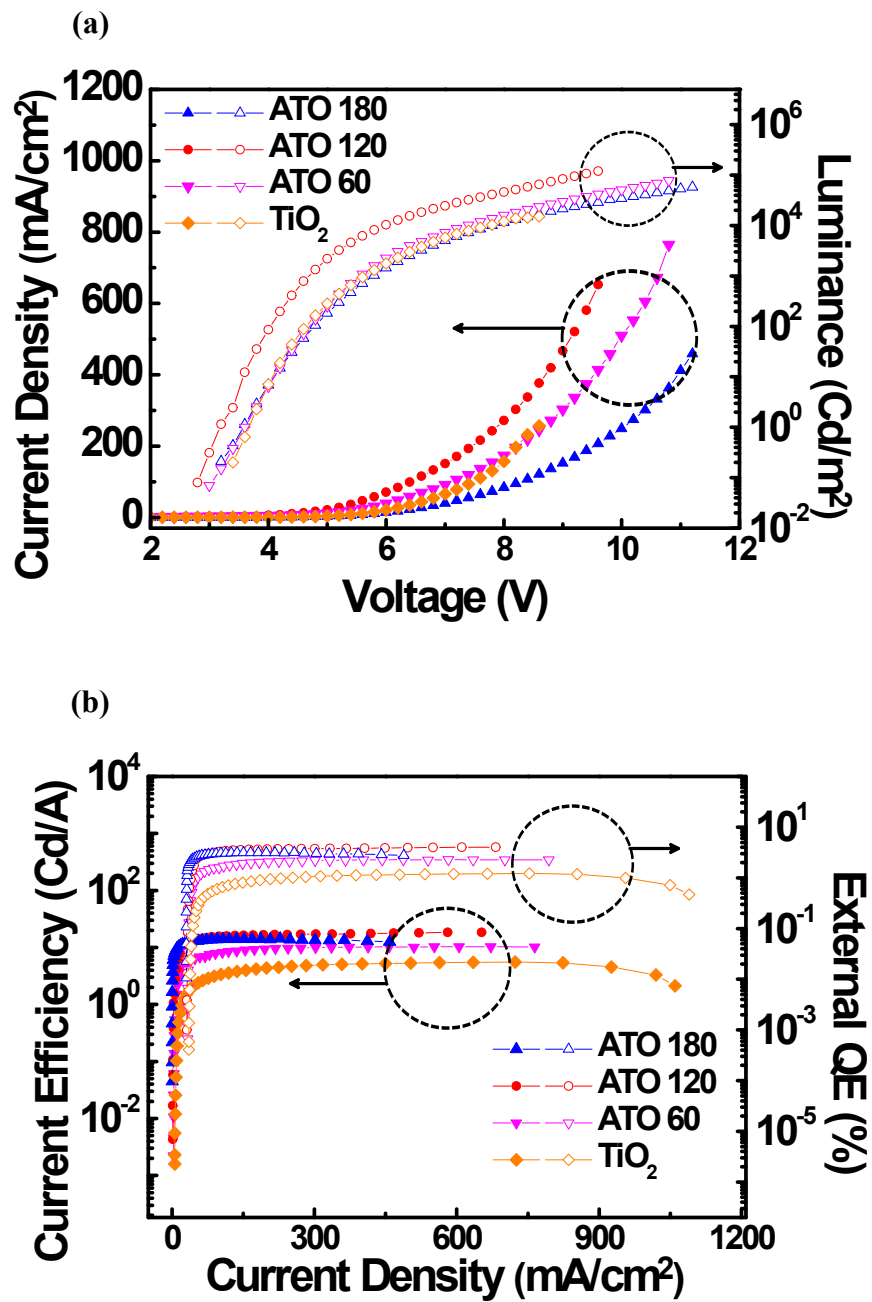 (a)
1200
1000
800
600
400
200
0
Current Density (mA/cm²)
ATO 180
ATO 120
ATO 60
TiO₂
10⁶
10⁴
10²
10⁰
10⁻²
Luminance (Cd/m²)
2 4 6 8 10 12
Voltage (V)
(b)
10⁴
10²
10⁰
10⁻²
Current Efficiency (Cd/A)
10¹
10⁻¹
10⁻³
10⁻⁵
External QE (%)
ATO 180
ATO 120
ATO 60
TiO₂
0 300 600 900 1200
Current Density (mA/cm²)